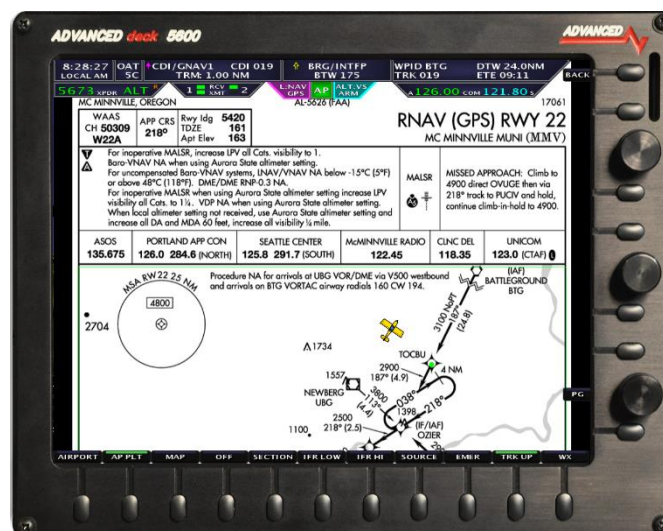 ADVANCED deck 5600
ADVANCED
8:28:27 OAT ↑CDI/GNAV1 CDI 019 BRG/INTFP WPID BTG DTW 24.0NM
LOCAL AM 5C TRM: 1.00 NM BTW 175 TRK 019 ETE 09:11
BACK
5673 XPDR ALT R 1 RCV XMT 2 L:NAV GPS AP ALT:VS ARM A126.00 COM 121.80 S
MC MINNVILLE, OREGON AL-5626 (FAA) 17061
WAAS
CH 50309
W22A
APP CRS
218°
Rwy ldg 5420
TDZE 161
Apt Elev 163
RNAV (GPS) RWY 22
MC MINNVILLE MUNI (MMV)
T
A
For inoperative MALSR, increase LPV all Cats. visibility to 1.
Baro-VNAV NA when using Aurora State altimeter setting.
For uncompensated Baro-VNAV systems, LNAV/VNAV NA below -15°C (5°F)
or above 48°C (118°F). DME/DME RNP-0.3 NA.
For inoperative MALSR when using Aurora State altimeter setting increase LPV
visibility all Cats. to 1¼. VDP NA when using Aurora State altimeter setting.
When local altimeter setting not received, use Aurora State altimeter setting and
increase all DA and MDA 60 feet, increase all visibility ¼ mile.
MALSR
MISSED APPROACH: Climb to
4900 direct OVUGE then via
218° track to PUCIV and hold,
continue climb-in-hold to 4900.
ASOS
135.675
PORTLAND APP CON
126.0 284.6 (NORTH)
SEATTLE CENTER
125.8 291.7 (SOUTH)
McMINNVILLE RADIO
122.45
CLNC DEL
118.35
UNICOM
123.0 (CTAF) L
MSA RW22 25 NM
4800
2704
Procedure NA for arrivals at UBG VOR/DME via V500 westbound
and arrivals on BTG VORTAC airway radials 160 CW 194.
(IAF)
BATTLEGROUND
BTG
3100 NoPT
187°
(24.8)
1734
TOCBU
2900
187° (4.9)
4 NM
1557
NEWBERG
UBG
3800
113°
(4.4)
038°
218°
1398
2500
218° (2.5)
(IF/IAF)
OZIER
1100
PG
AIRPORT AP PLT MAP OFF SECTION IFR LOW IFR HI SOURCE EMER TRK UP WX